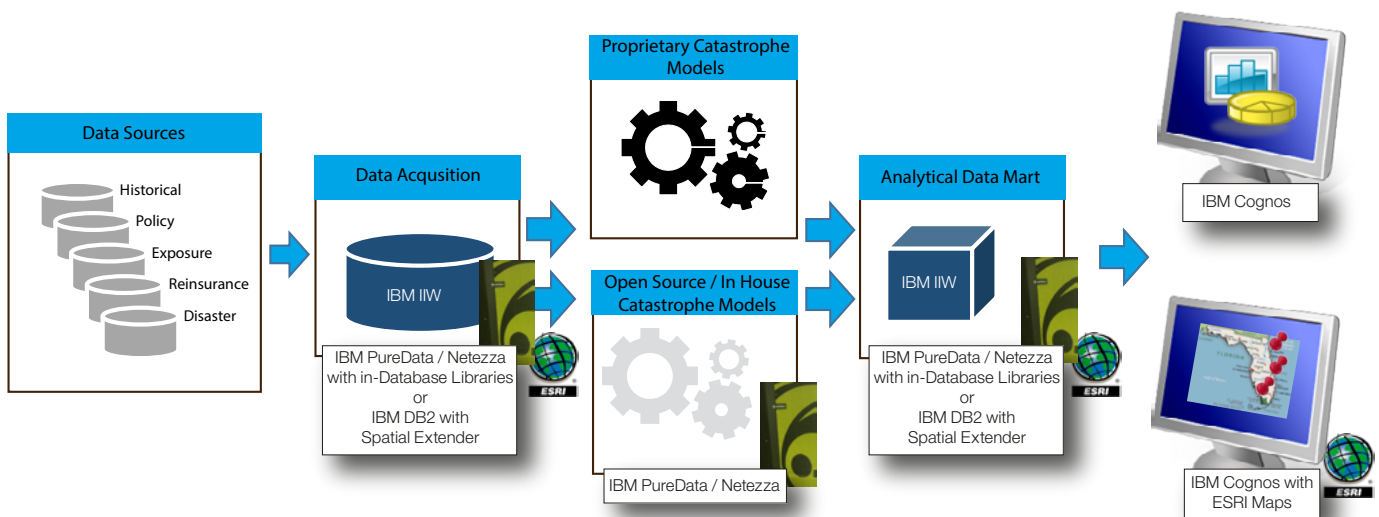 Data Sources
Historical
Policy
Exposure
Reinsurance
Disaster
Data Acqusition
IBM IIW
IBM PureData / Netezza
with in-Database Libraries
or
IBM DB2 with
Spatial Extender
ESRI
Proprietary Catastrophe
Models
Open Source / In House
Catastrophe Models
IBM PureData / Netezza
Analytical Data Mart
IBM IIW
IBM PureData / Netezza
with in-Database Libraries
or
IBM DB2 with
Spatial Extender
ESRI
IBM Cognos
FLORIDA
IBM Cognos with
ESRI Maps
ESRI